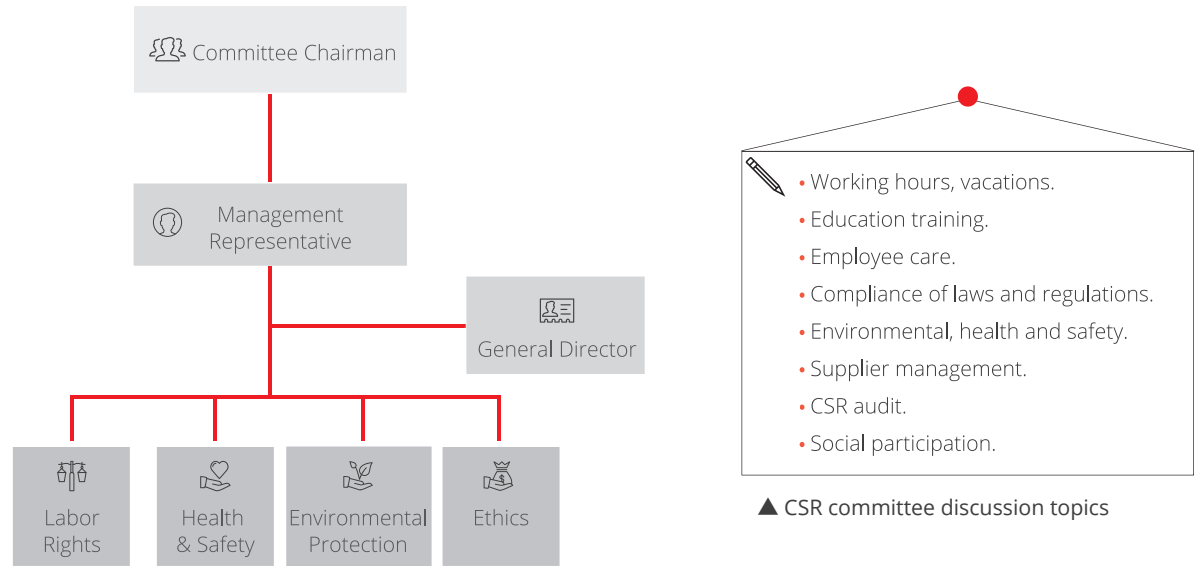 Committee Chairman
Management
Representative
General Director
Labor
Rights
Health
& Safety
Environmental
Protection
Ethics
• Working hours, vacations.
• Education training.
• Employee care.
• Compliance of laws and regulations.
• Environmental, health and safety.
• Supplier management.
• CSR audit.
• Social participation.
▲ CSR committee discussion topics